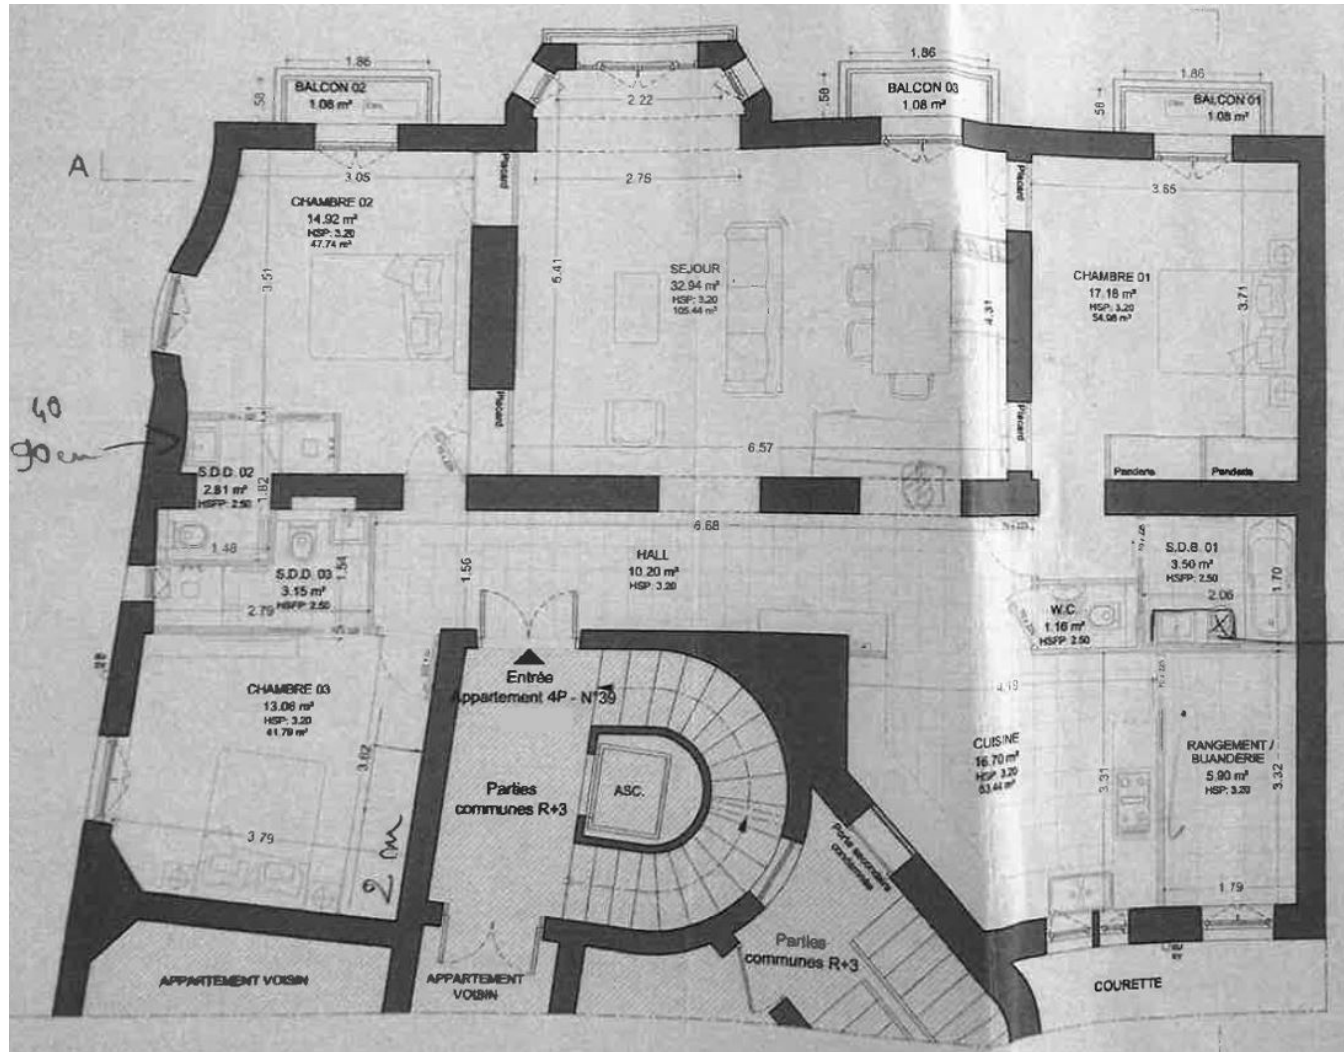 1.86
1.86
1.86
BALCON 02
1.08 m²
.58
BALCON 03
1.08 m²
.58
BALCON 01
1.08 m²
.58
2.22
A
3.05
Placard
2.75
Placard
3.65
CHAMBRE 02
14.92 m²
HSP: 3.20
47.74 m³
3.51
5.41
SEJOUR
32.94 m²
HSP: 3.20
105.44 m³
4.31
CHAMBRE 01
17.18 m²
HSP: 3.20
54.98 m³
3.71
40
90 cm
Placard
Placard
6.57
Penderie
Penderie
S.D.D. 02
2.81 m²
HSFP: 2.50
1.82
6.68
1.48
S.D.D. 03
3.15 m²
HSFP: 2.50
1.54
2.79
1.56
HALL
10.20 m²
HSP: 3.20
S.D.B. 01
3.50 m²
HSFP: 2.50
1.70
2.06
W.C.
1.16 m²
HSFP: 2.50
Entrée
Appartement 4P - N°39
4.19
CHAMBRE 03
13.06 m²
HSP: 3.20
41.79 m³
3.62
3.79
2 m
Parties
communes R+3
ASC.
CUISINE
16.70 m²
HSP: 3.20
53.44 m³
3.31
RANGEMENT /
BUANDERIE
5.90 m²
HSP: 3.20
3.32
1.79
Porte secondaire
condamnée
Parties
communes R+3
APPARTEMENT VOISIN
APPARTEMENT
VOISIN
COURETTE